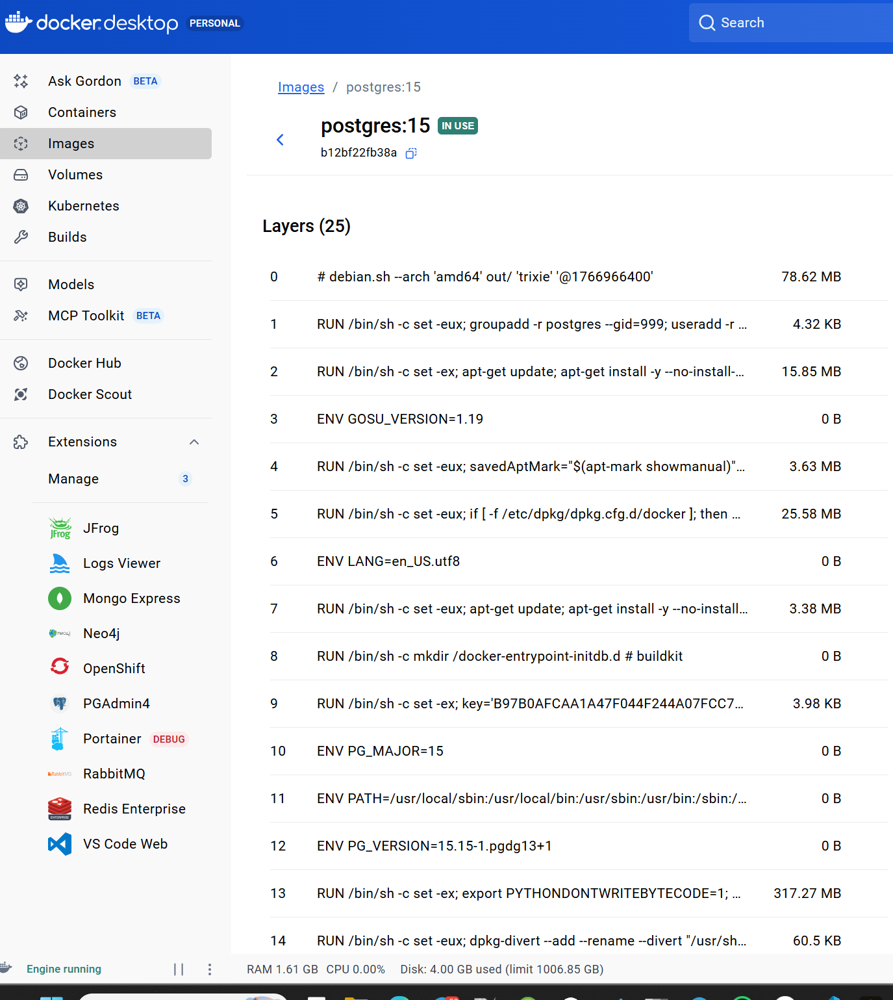 docker desktop PERSONAL
Search
Ask Gordon BETA
Containers
Images
Volumes
Kubernetes
Builds
Models
MCP Toolkit BETA
Docker Hub
Docker Scout
Extensions
Manage 3
JFrog
JFrog
Logs Viewer
Mongo Express
neo4j
Neo4j
OpenShift
PGAdmin4
Portainer DEBUG
RabbitMQ
RabbitMQ
ENTERPRISE
Redis Enterprise
VS Code Web
Images / postgres:15
postgres:15 IN USE
b12bf22fb38a
Layers (25)
0 # debian.sh --arch 'amd64' out/ 'trixie' '@1766966400' 78.62 MB
1 RUN /bin/sh -c set -eux; groupadd -r postgres --gid=999; useradd -r ... 4.32 KB
2 RUN /bin/sh -c set -ex; apt-get update; apt-get install -y --no-install-... 15.85 MB
3 ENV GOSU_VERSION=1.19 0 B
4 RUN /bin/sh -c set -eux; savedAptMark="$(apt-mark showmanual)"... 3.63 MB
5 RUN /bin/sh -c set -eux; if [ -f /etc/dpkg/dpkg.cfg.d/docker ]; then ... 25.58 MB
6 ENV LANG=en_US.utf8 0 B
7 RUN /bin/sh -c set -eux; apt-get update; apt-get install -y --no-install... 3.38 MB
8 RUN /bin/sh -c mkdir /docker-entrypoint-initdb.d # buildkit 0 B
9 RUN /bin/sh -c set -ex; key='B97B0AFCAA1A47F044F244A07FCC7... 3.98 KB
10 ENV PG_MAJOR=15 0 B
11 ENV PATH=/usr/local/sbin:/usr/local/bin:/usr/sbin:/usr/bin:/sbin:/... 0 B
12 ENV PG_VERSION=15.15-1.pgdg13+1 0 B
13 RUN /bin/sh -c set -ex; export PYTHONDONTWRITEBYTECODE=1; ... 317.27 MB
14 RUN /bin/sh -c set -eux; dpkg-divert --add --rename --divert "/usr/sh... 60.5 KB
Engine running RAM 1.61 GB CPU 0.00% Disk: 4.00 GB used (limit 1006.85 GB)